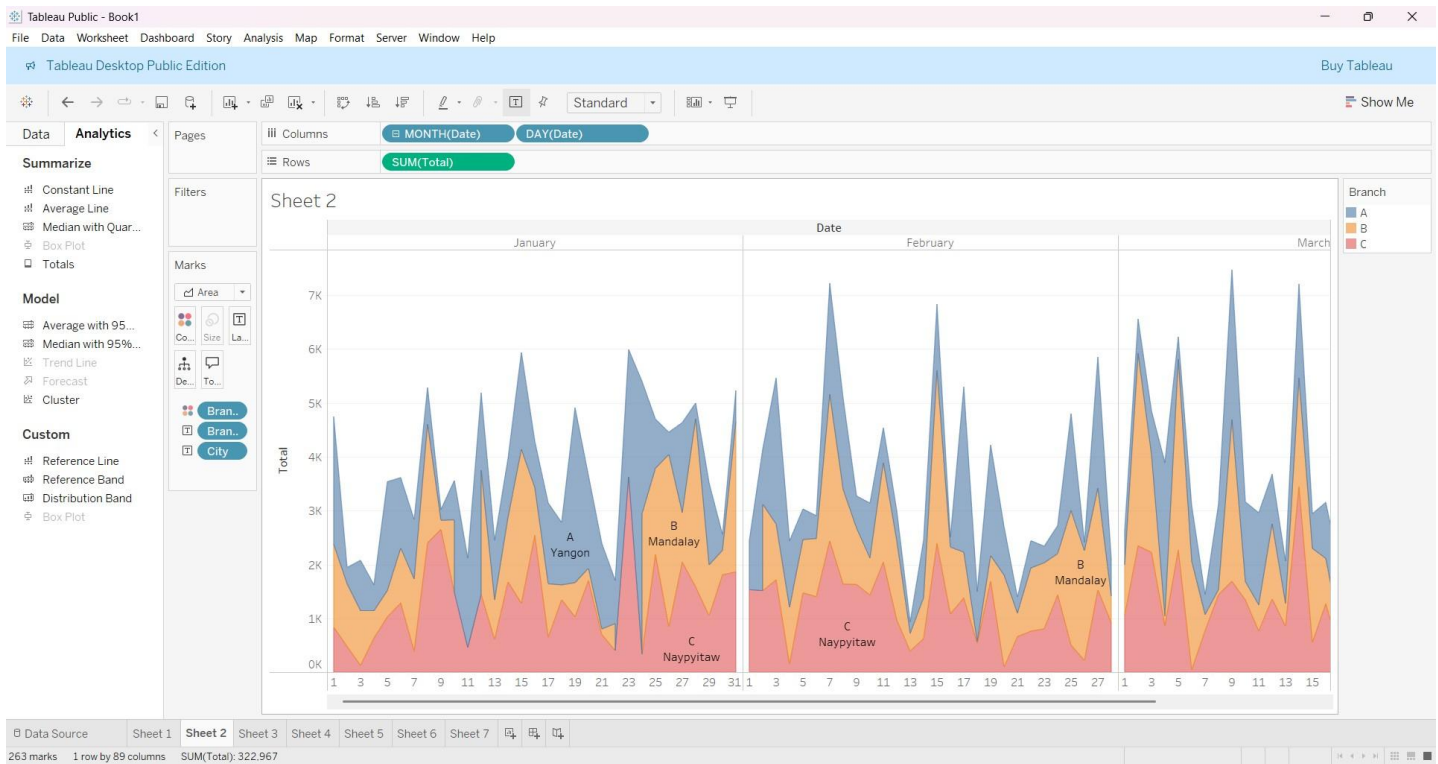 Tableau Public - Book1
File Data Worksheet Dashboard Story Analysis Map Format Server Window Help
Tableau Desktop Public Edition
Buy Tableau
Standard
Show Me
Data
Analytics
Summarize
Constant Line
Average Line
Median with Quar...
Box Plot
Totals
Model
Average with 95...
Median with 95%...
Trend Line
Forecast
Cluster
Custom
Reference Line
Reference Band
Distribution Band
Box Plot
Pages
Filters
Marks
Area
Co... Size La...
De... To...
Bran..
Bran..
City
Columns
MONTH(Date)
DAY(Date)
Rows
SUM(Total)
Sheet 2
Date
January February March
Total
7K
6K
5K
4K
3K
2K
1K
0K
A
Yangon
B
Mandalay
C
Naypyitaw
C
Naypyitaw
B
Mandalay
1 3 5 7 9 11 13 15 17 19 21 23 25 27 29 31 1 3 5 7 9 11 13 15 17 19 21 23 25 27 1 3 5 7 9 11 13 15
Branch
A
B
C
Data Source Sheet 1 Sheet 2 Sheet 3 Sheet 4 Sheet 5 Sheet 6 Sheet 7
263 marks 1 row by 89 columns SUM(Total): 322,967